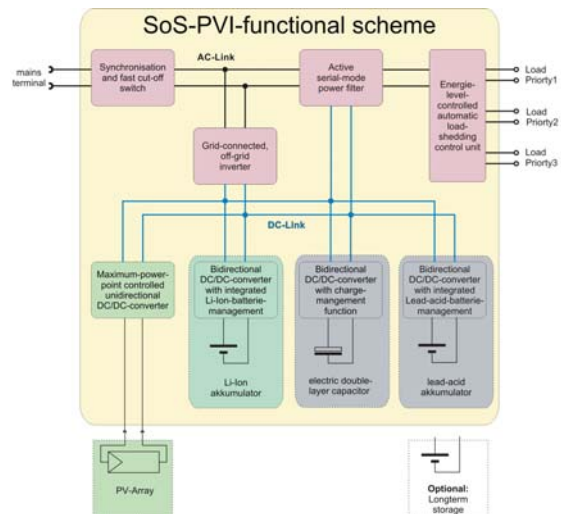 SoS-PVI-functional scheme
mains
terminal
Synchronisation
and fast cut-off
switch
AC-Link
Active
serial-mode
power filter
Energie-
level-
controlled
automatic
load-
shedding
control unit
Load
Priorty1
Load
Priorty2
Load
Priorty3
Grid-connected,
off-grid
inverter
DC-Link
Maximum-power-
point controlled
unidirectional
DC/DC-converter
Bidirectional
DC/DC-converter
with integrated
Li-Ion-batterie-
management
Li-Ion
akkumulator
Bidirectional
DC/DC-converter
with charge-
mangement
function
electric double-
layer capacitor
Bidirectional
DC/DC-converter
with integrated
Lead-acid-batterie-
management
lead-acid
akkumulator
PV-Array
Optional:
Longterm
storage